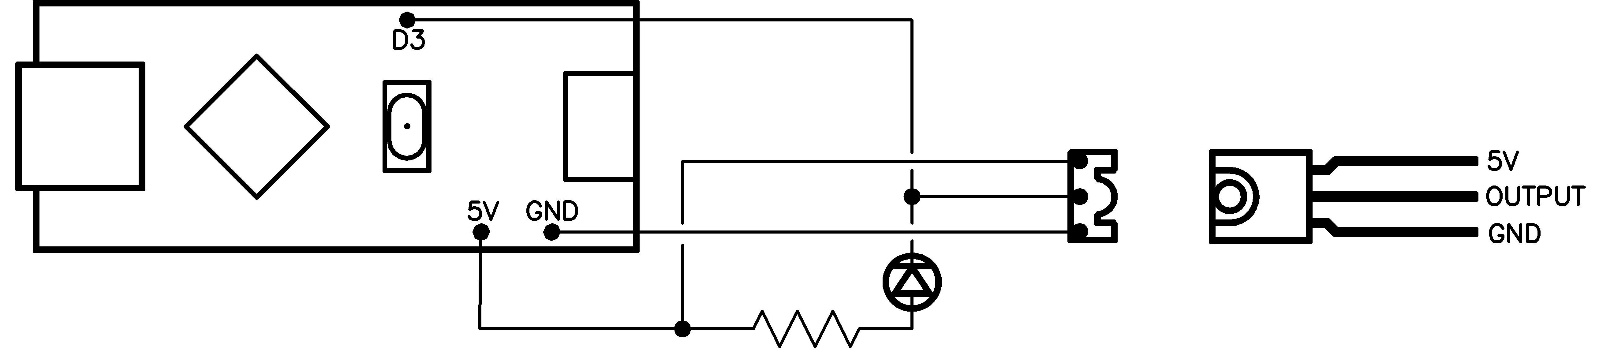 D3
5V GND
5V
OUTPUT
GND